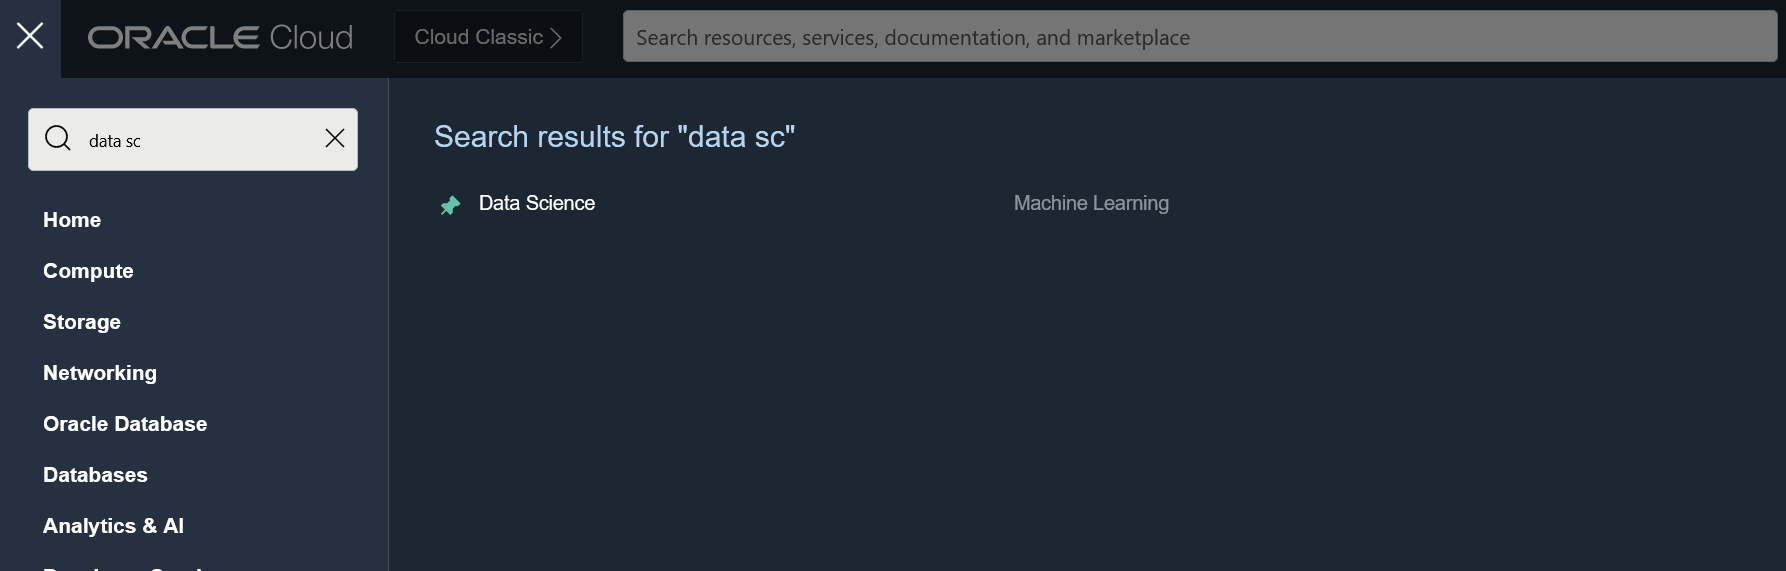 ORACLE Cloud
Cloud Classic
Search resources, services, documentation, and marketplace
data sc
Home
Compute
Storage
Networking
Oracle Database
Databases
Analytics & AI
Search results for "data sc"
Data Science
Machine Learning